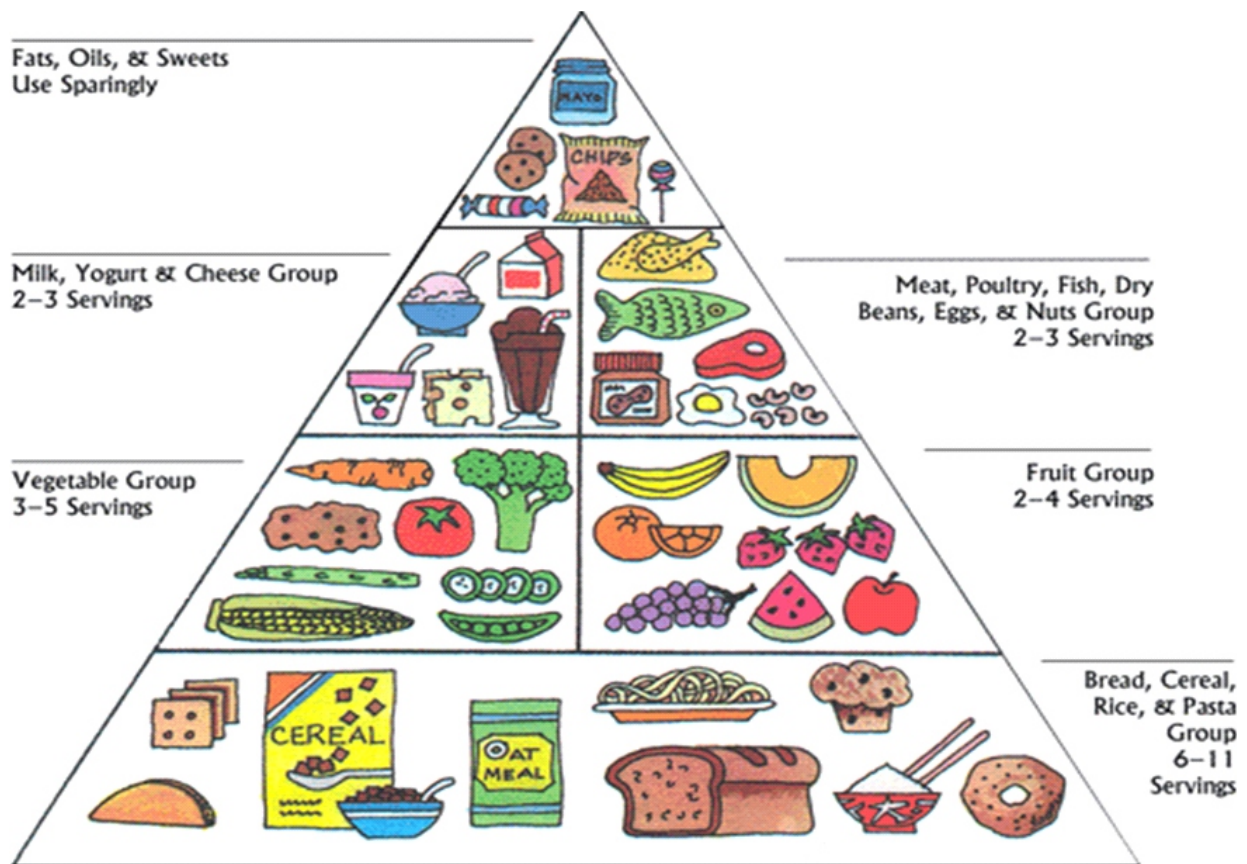 Fats, Oils, & Sweets
Use Sparingly
MAYO
CHIPS
Milk, Yogurt & Cheese Group
2–3 Servings
Meat, Poultry, Fish, Dry
Beans, Eggs, & Nuts Group
2–3 Servings
Vegetable Group
3–5 Servings
Fruit Group
2–4 Servings
Bread, Cereal,
Rice, & Pasta
Group
6–11
Servings
CEREAL
OAT
MEAL